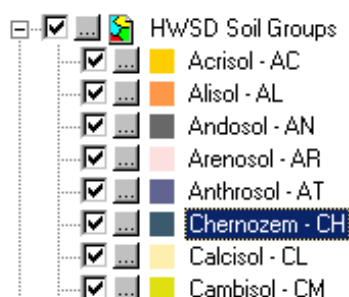 HWSD Soil Groups
Acrisol - AC
Alisol - AL
Andosol - AN
Arenosol - AR
Anthrosol - AT
Chernozem - CH
Calcisol - CL
Cambisol - CM